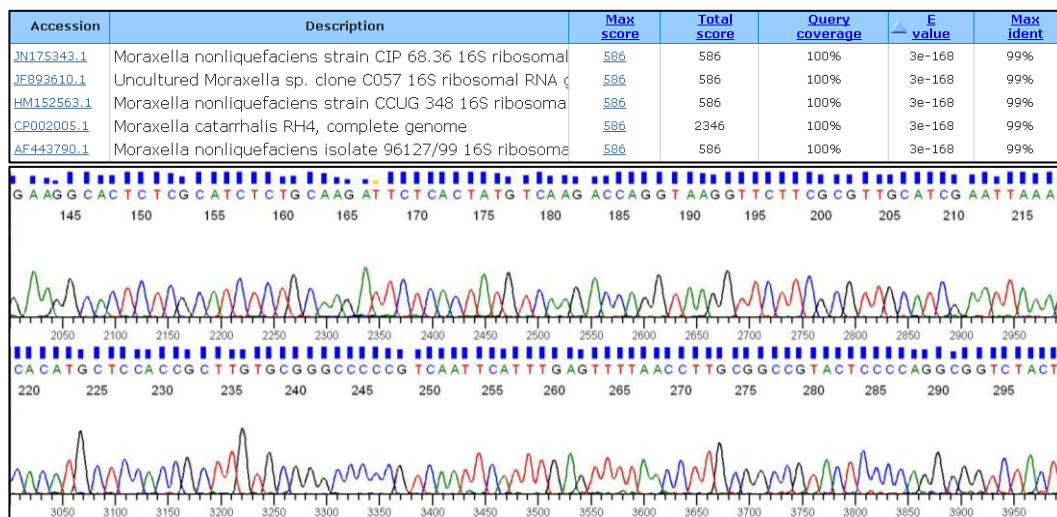 Accession Description Max score Total score Query coverage E value Max ident
JN175343.1 Moraxella nonliquefaciens strain CIP 68.36 16S ribosomal 586 586 100% 3e-168 99%
JF893610.1 Uncultured Moraxella sp. clone C057 16S ribosomal RNA g 586 586 100% 3e-168 99%
HM152563.1 Moraxella nonliquefaciens strain CCUG 348 16S ribosoma 586 586 100% 3e-168 99%
CP002005.1 Moraxella catarrhalis RH4, complete genome 586 2346 100% 3e-168 99%
AF443790.1 Moraxella nonliquefaciens isolate 96127/99 16S ribosoma 586 586 100% 3e-168 99%
GAAGGCACTCTCGCATCTCTGCAAGATTCTCACTATGTCAAGACCAGGTAAGGTTCTTCGCGTTGCATCGAATTAAA
145 150 155 160 165 170 175 180 185 190 195 200 205 210 215
2050 2100 2150 2200 2250 2300 2350 2400 2450 2500 2550 2600 2650 2700 2750 2800 2850 2900 2950
CACATGCTCCACCGCTTGTGCGGGCCCCCGTCAATTCATTTGAGTTTTAACCTTGCGGCCGTACTCCCCAGGCGGTCTACT
220 225 230 235 240 245 250 255 260 265 270 275 280 285 290 295
3050 3100 3150 3200 3250 3300 3350 3400 3450 3500 3550 3600 3650 3700 3750 3800 3850 3900 3950